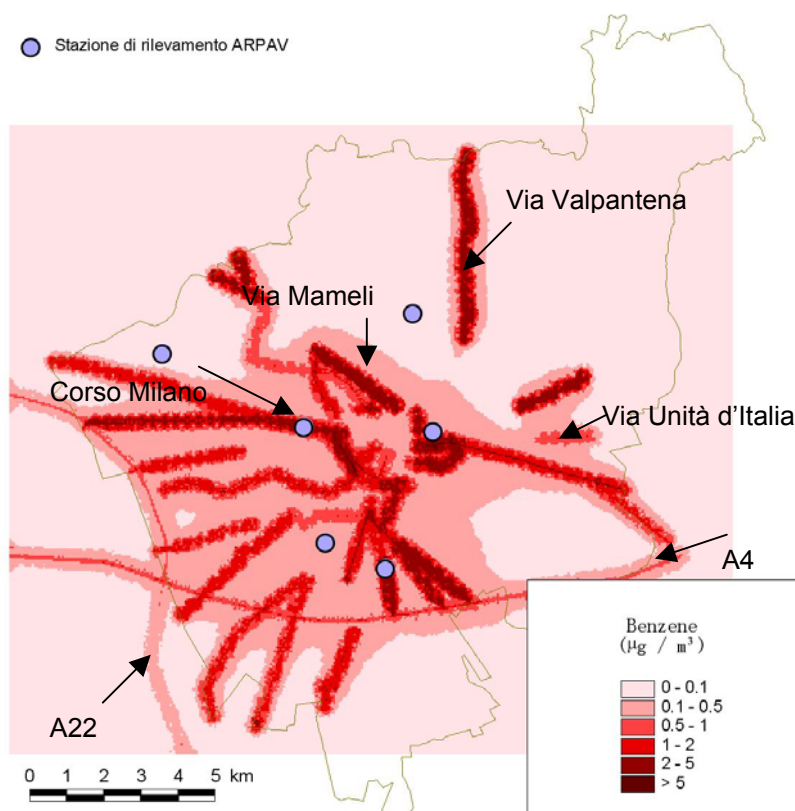 Stazione di rilevamento ARPAV
Via Valpantena
Via Mameli
Corso Milano
Via Unità d'Italia
A4
A22
Benzene
(µg / m³)
0 - 0.1
0.1 - 0.5
0.5 - 1
1 - 2
2 - 5
> 5
0 1 2 3 4 5 km